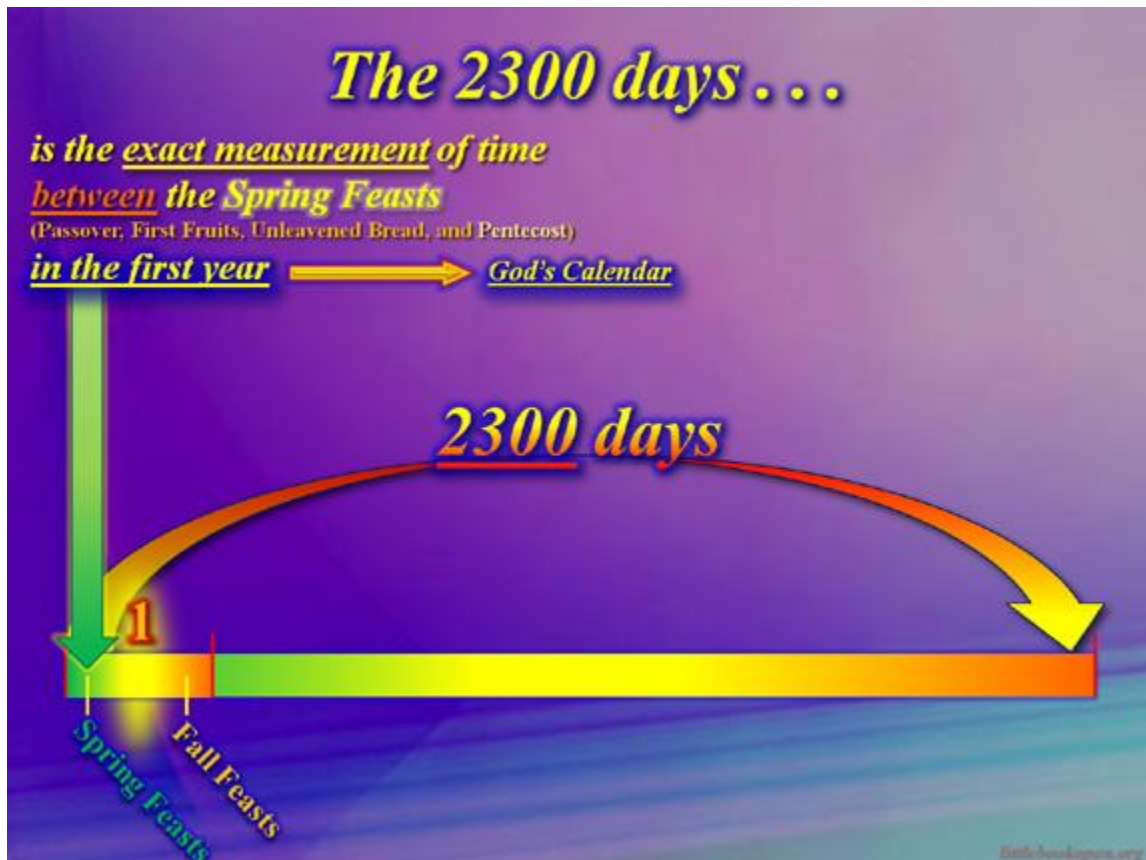 The 2300 days . . .
is the exact measurement of time
between the Spring Feasts
(Passover, First Fruits, Unleavened Bread, and Pentecost)
in the first year
God's Calendar
2300 days
1
Spring Feasts
Fall Feasts